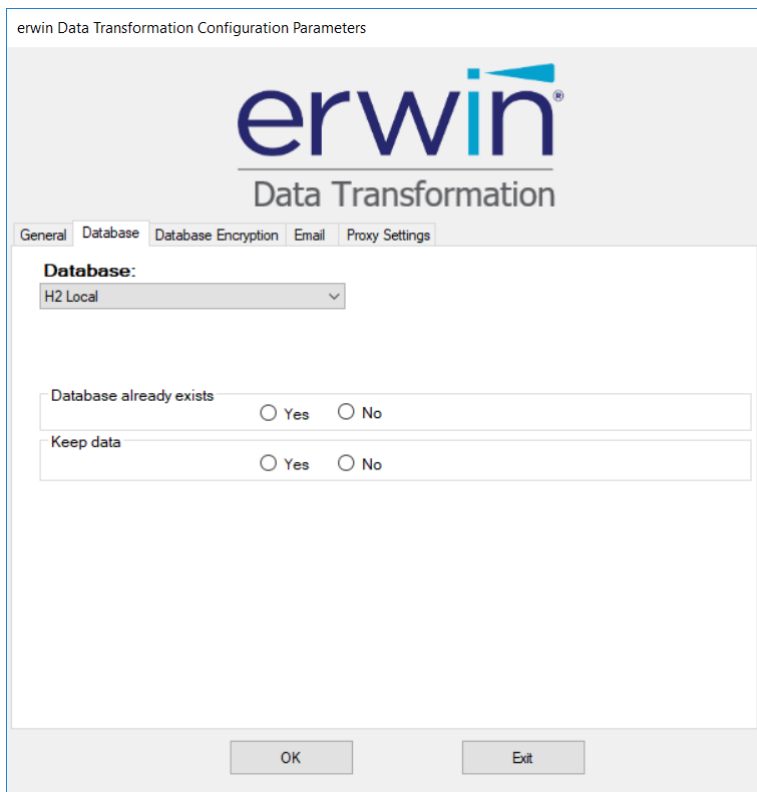 erwin Data Transformation Configuration Parameters
erwin®
Data Transformation
General Database Database Encryption Email Proxy Settings
Database:
H2 Local
Database already exists
Yes No
Keep data
Yes No
OK Exit